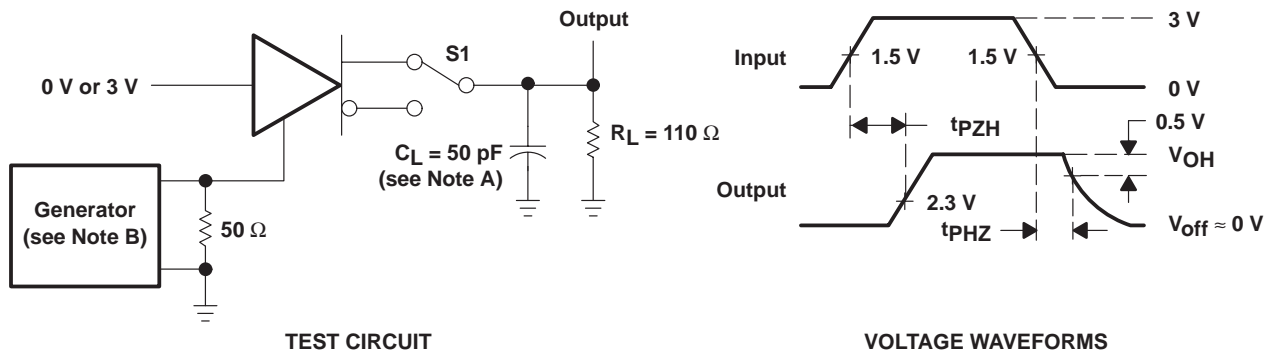 Output
S1
0 V or 3 V
RL = 110 Ω
CL = 50 pF
(see Note A)
Generator
(see Note B)
50 Ω
TEST CIRCUIT
3 V
Input
1.5 V
1.5 V
0 V
0.5 V
tPZH
VOH
Output
2.3 V
tPHZ
Voff ≈ 0 V
VOLTAGE WAVEFORMS